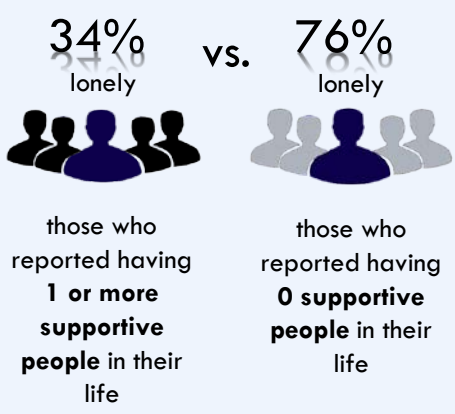 34%
lonely
vs.
76%
lonely
those who
reported having
1 or more
supportive
people in their
life
those who
reported having
0 supportive
people in their
life